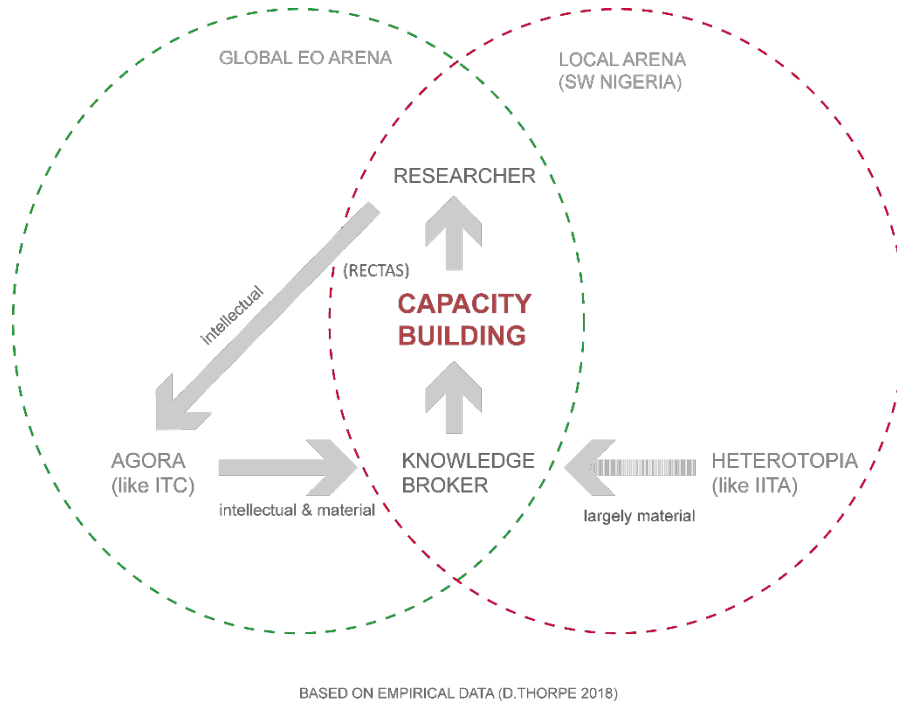 GLOBAL EO ARENA
LOCAL ARENA
(SW NIGERIA)
RESEARCHER
(RECTAS)
intellectual
CAPACITY
BUILDING
AGORA
(like ITC)
intellectual & material
KNOWLEDGE
BROKER
HETEROTOPIA
(like IITA)
largely material
BASED ON EMPIRICAL DATA (D.THORPE 2018)